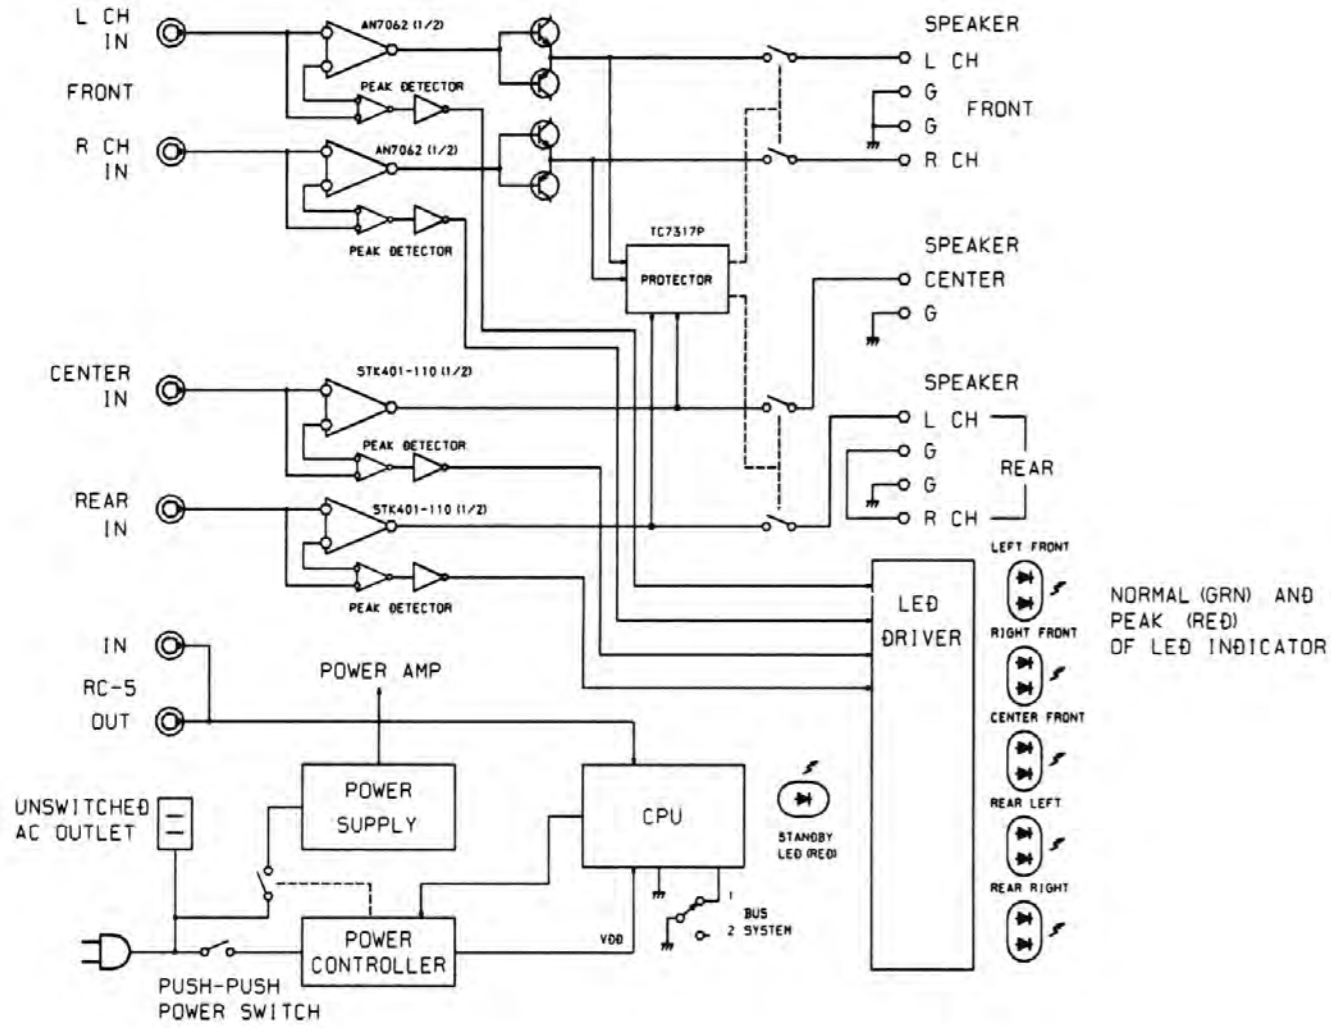 L CH
IN
FRONT
R CH
IN
AN7062 (1/2)
PEAK DETECTOR
AN7062 (1/2)
PEAK DETECTOR
SPEAKER
L CH
G
FRONT
G
R CH
TC7317P
PROTECTOR
SPEAKER
CENTER
G
CENTER
IN
STK401-110 (1/2)
PEAK DETECTOR
REAR
IN
STK401-110 (1/2)
PEAK DETECTOR
SPEAKER
L CH
G
REAR
G
R CH
IN
RC-5
OUT
POWER AMP
LED
DRIVER
LEFT FRONT
RIGHT FRONT
CENTER FRONT
REAR LEFT
REAR RIGHT
NORMAL (GRN) AND
PEAK (RED)
OF LED INDICATOR
UNSWITCHED
AC OUTLET
POWER
SUPPLY
CPU
STANDBY
LED (RED)
1
BUS
2 SYSTEM
VDD
POWER
CONTROLLER
PUSH-PUSH
POWER SWITCH